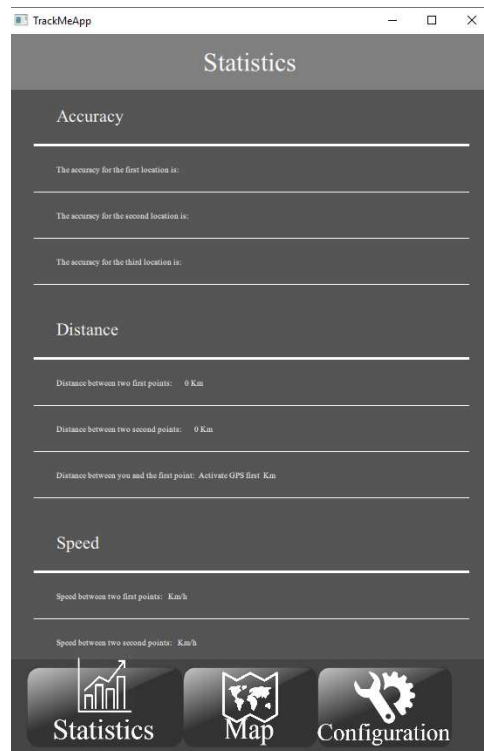 TrackMeApp
Statistics
Accuracy
The accuracy for the first location is:
The accuracy for the second location is:
The accuracy for the third location is:
Distance
Distance between two first points: 0 Km
Distance between two second points: 0 Km
Distance between you and the first point: Activate GPS first Km
Speed
Speed between two first points: Km/h
Speed between two second points: Km/h
Statistics Map Configuration